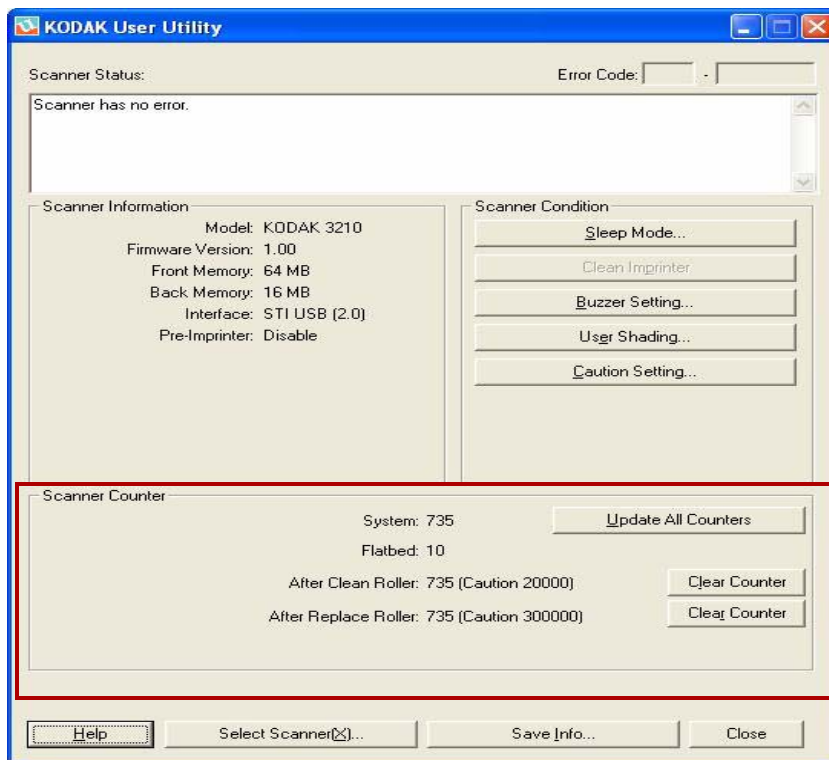 KODAK User Utility
Scanner Status:
Error Code: -
Scanner has no error.
Scanner Information
Model: KODAK 3210
Firmware Version: 1.00
Front Memory: 64 MB
Back Memory: 16 MB
Interface: STI USB (2.0)
Pre-Imprinter: Disable
Scanner Condition
Sleep Mode...
Clean Imprinter
Buzzer Setting...
User Shading...
Caution Setting...
Scanner Counter
System: 735
Update All Counters
Flatbed: 10
After Clean Roller: 735 (Caution 20000)
Clear Counter
After Replace Roller: 735 (Caution 300000)
Clear Counter
Help
Select Scanner(X)...
Save Info...
Close